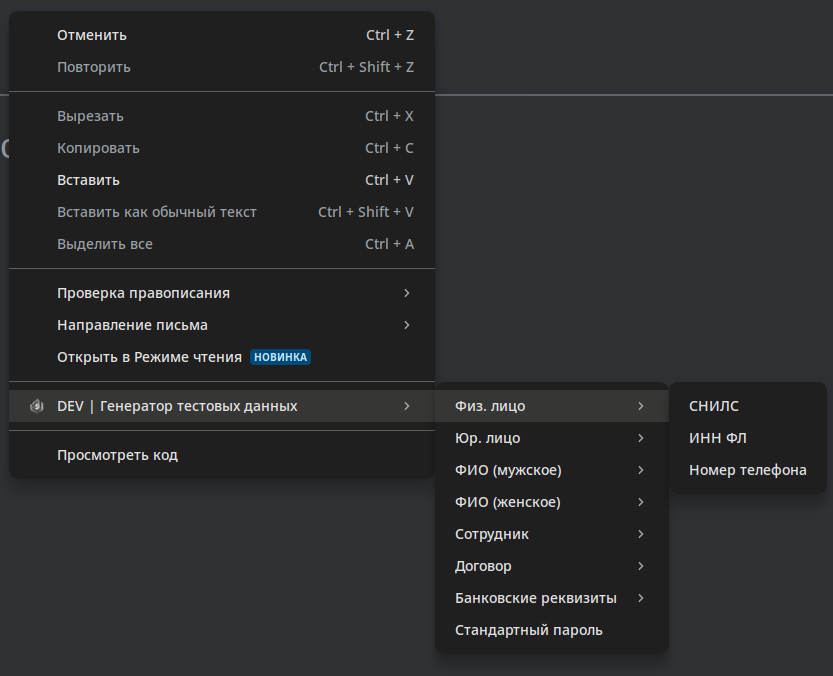 Отменить Ctrl + Z
Повторить Ctrl + Shift + Z
Вырезать Ctrl + X
Копировать Ctrl + C
Вставить Ctrl + V
Вставить как обычный текст Ctrl + Shift + V
Выделить все Ctrl + A
Проверка правописания
Направление письма
Открыть в Режиме чтения НОВИНКА
DEV | Генератор тестовых данных
Просмотреть код
Физ. лицо
Юр. лицо
ФИО (мужское)
ФИО (женское)
Сотрудник
Договор
Банковские реквизиты
Стандартный пароль
СНИЛС
ИНН ФЛ
Номер телефона